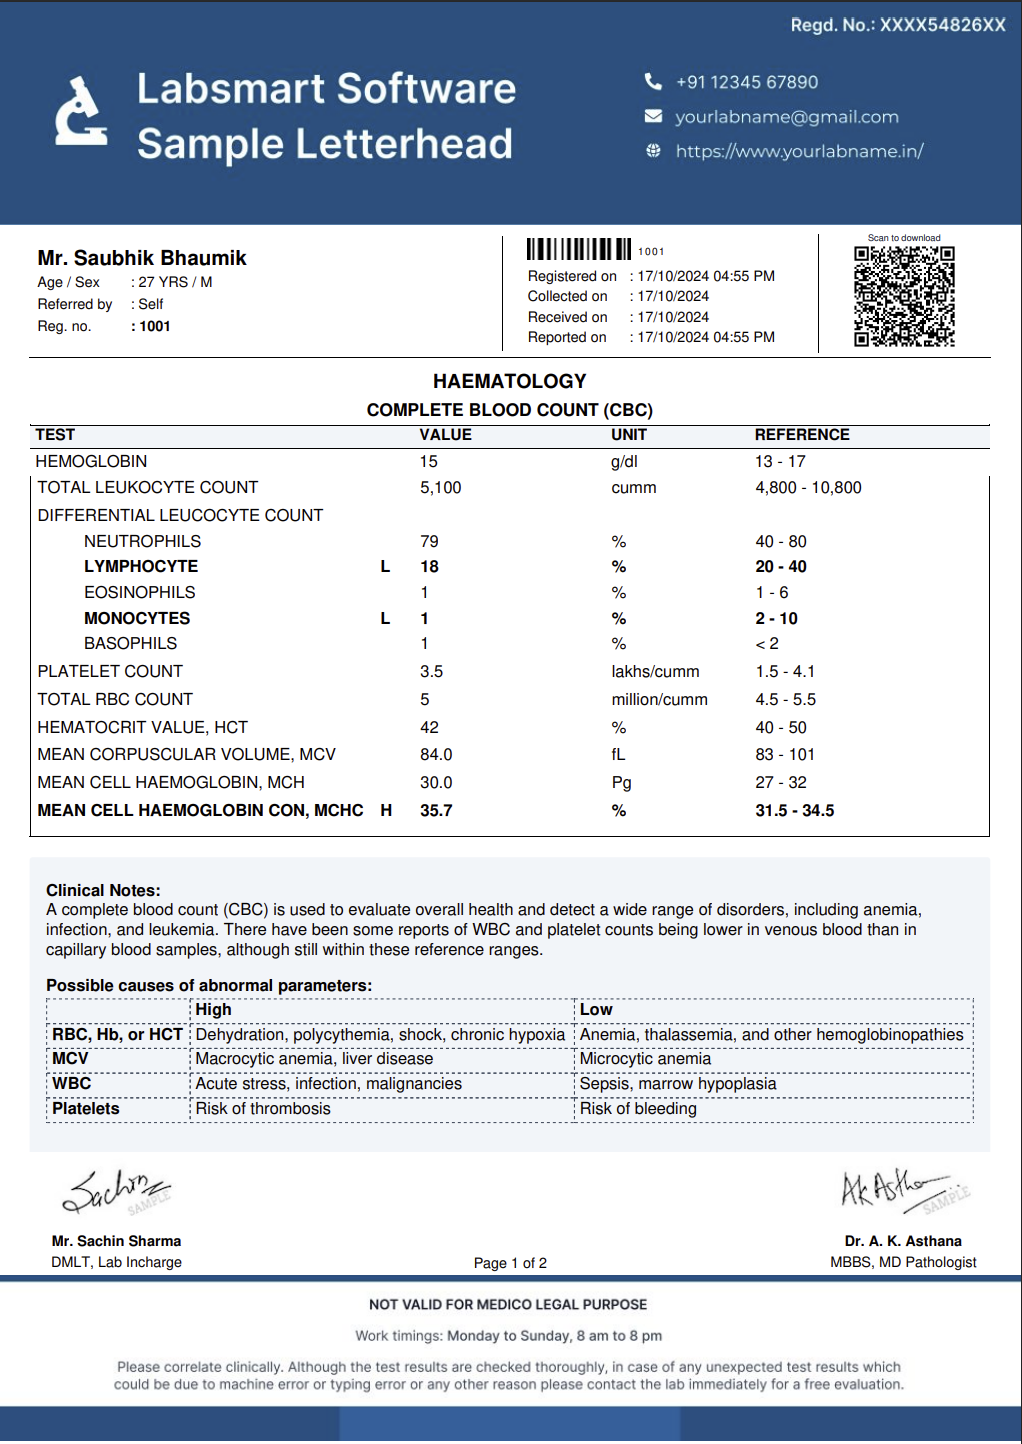 Regd. No.: XXXX54826XX
Labsmart Software
Sample Letterhead
+91 12345 67890
yourlabname@gmail.com
https://www.yourlabname.in/
Mr. Saubhik Bhaumik
Age / Sex : 27 YRS / M
Referred by : Self
Reg. no. : 1001
1001
Registered on : 17/10/2024 04:55 PM
Collected on : 17/10/2024
Received on : 17/10/2024
Reported on : 17/10/2024 04:55 PM
Scan to download
HAEMATOLOGY
COMPLETE BLOOD COUNT (CBC)
TEST VALUE UNIT REFERENCE
HEMOGLOBIN 15 g/dl 13 - 17
TOTAL LEUKOCYTE COUNT 5,100 cumm 4,800 - 10,800
DIFFERENTIAL LEUCOCYTE COUNT
NEUTROPHILS 79 % 40 - 80
LYMPHOCYTE L 18 % 20 - 40
EOSINOPHILS 1 % 1 - 6
MONOCYTES L 1 % 2 - 10
BASOPHILS 1 % < 2
PLATELET COUNT 3.5 lakhs/cumm 1.5 - 4.1
TOTAL RBC COUNT 5 million/cumm 4.5 - 5.5
HEMATOCRIT VALUE, HCT 42 % 40 - 50
MEAN CORPUSCULAR VOLUME, MCV 84.0 fL 83 - 101
MEAN CELL HAEMOGLOBIN, MCH 30.0 Pg 27 - 32
MEAN CELL HAEMOGLOBIN CON, MCHC H 35.7 % 31.5 - 34.5
Clinical Notes:
A complete blood count (CBC) is used to evaluate overall health and detect a wide range of disorders, including anemia,
infection, and leukemia. There have been some reports of WBC and platelet counts being lower in venous blood than in
capillary blood samples, although still within these reference ranges.
Possible causes of abnormal parameters:
High Low
RBC, Hb, or HCT Dehydration, polycythemia, shock, chronic hypoxia Anemia, thalassemia, and other hemoglobinopathies
MCV Macrocytic anemia, liver disease Microcytic anemia
WBC Acute stress, infection, malignancies Sepsis, marrow hypoplasia
Platelets Risk of thrombosis Risk of bleeding
Sachin
SAMPLE
Ak Asthana
SAMPLE
Mr. Sachin Sharma
DMLT, Lab Incharge
Page 1 of 2
Dr. A. K. Asthana
MBBS, MD Pathologist
NOT VALID FOR MEDICO LEGAL PURPOSE
Work timings: Monday to Sunday, 8 am to 8 pm
Please correlate clinically. Although the test results are checked thoroughly, in case of any unexpected test results which
could be due to machine error or typing error or any other reason please contact the lab immediately for a free evaluation.